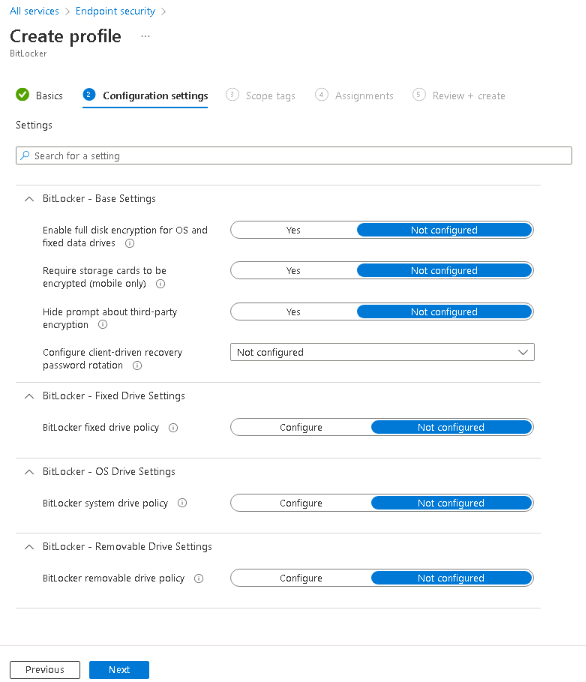 All services > Endpoint security >
Create profile ...
BitLocker
Basics 2 Configuration settings 3 Scope tags 4 Assignments 5 Review + create
Settings
Search for a setting
BitLocker - Base Settings
Enable full disk encryption for OS and
fixed data drives
Yes Not configured
Require storage cards to be
encrypted (mobile only)
Yes Not configured
Hide prompt about third-party
encryption
Yes Not configured
Configure client-driven recovery
password rotation
Not configured
BitLocker - Fixed Drive Settings
BitLocker fixed drive policy Configure Not configured
BitLocker - OS Drive Settings
BitLocker system drive policy Configure Not configured
BitLocker - Removable Drive Settings
BitLocker removable drive policy Configure Not configured
Previous Next